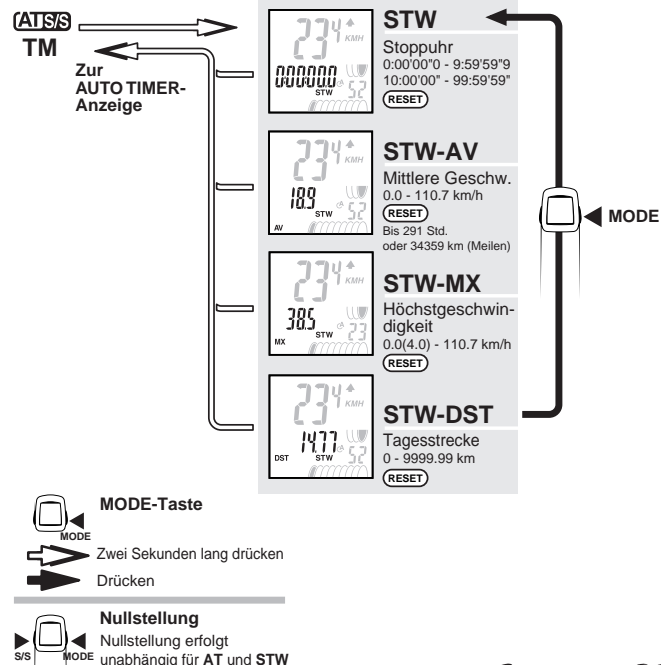 AT S/S
TM
Zur
AUTO TIMER-
Anzeige
234 KMH
0:00'00"0
STW 52
STW
Stoppuhr
0:00'00"0 - 9:59'59"9
10:00'00" - 99:59'59"
RESET
234 KMH
18.9
STW 52
AV
STW-AV
Mittlere Geschw.
0.0 - 110.7 km/h
RESET
Bis 291 Std.
oder 34359 km (Meilen)
MODE
234 KMH
38.5
STW 23
MX
STW-MX
Höchstgeschwin-
digkeit
0.0(4.0) - 110.7 km/h
RESET
234 KMH
14.77
DST STW 52
STW-DST
Tagesstrecke
0 - 9999.99 km
RESET
MODE-Taste
MODE
Zwei Sekunden lang drücken
Drücken
Nullstellung
Nullstellung erfolgt
S/S MODE unabhängig für AT und STW